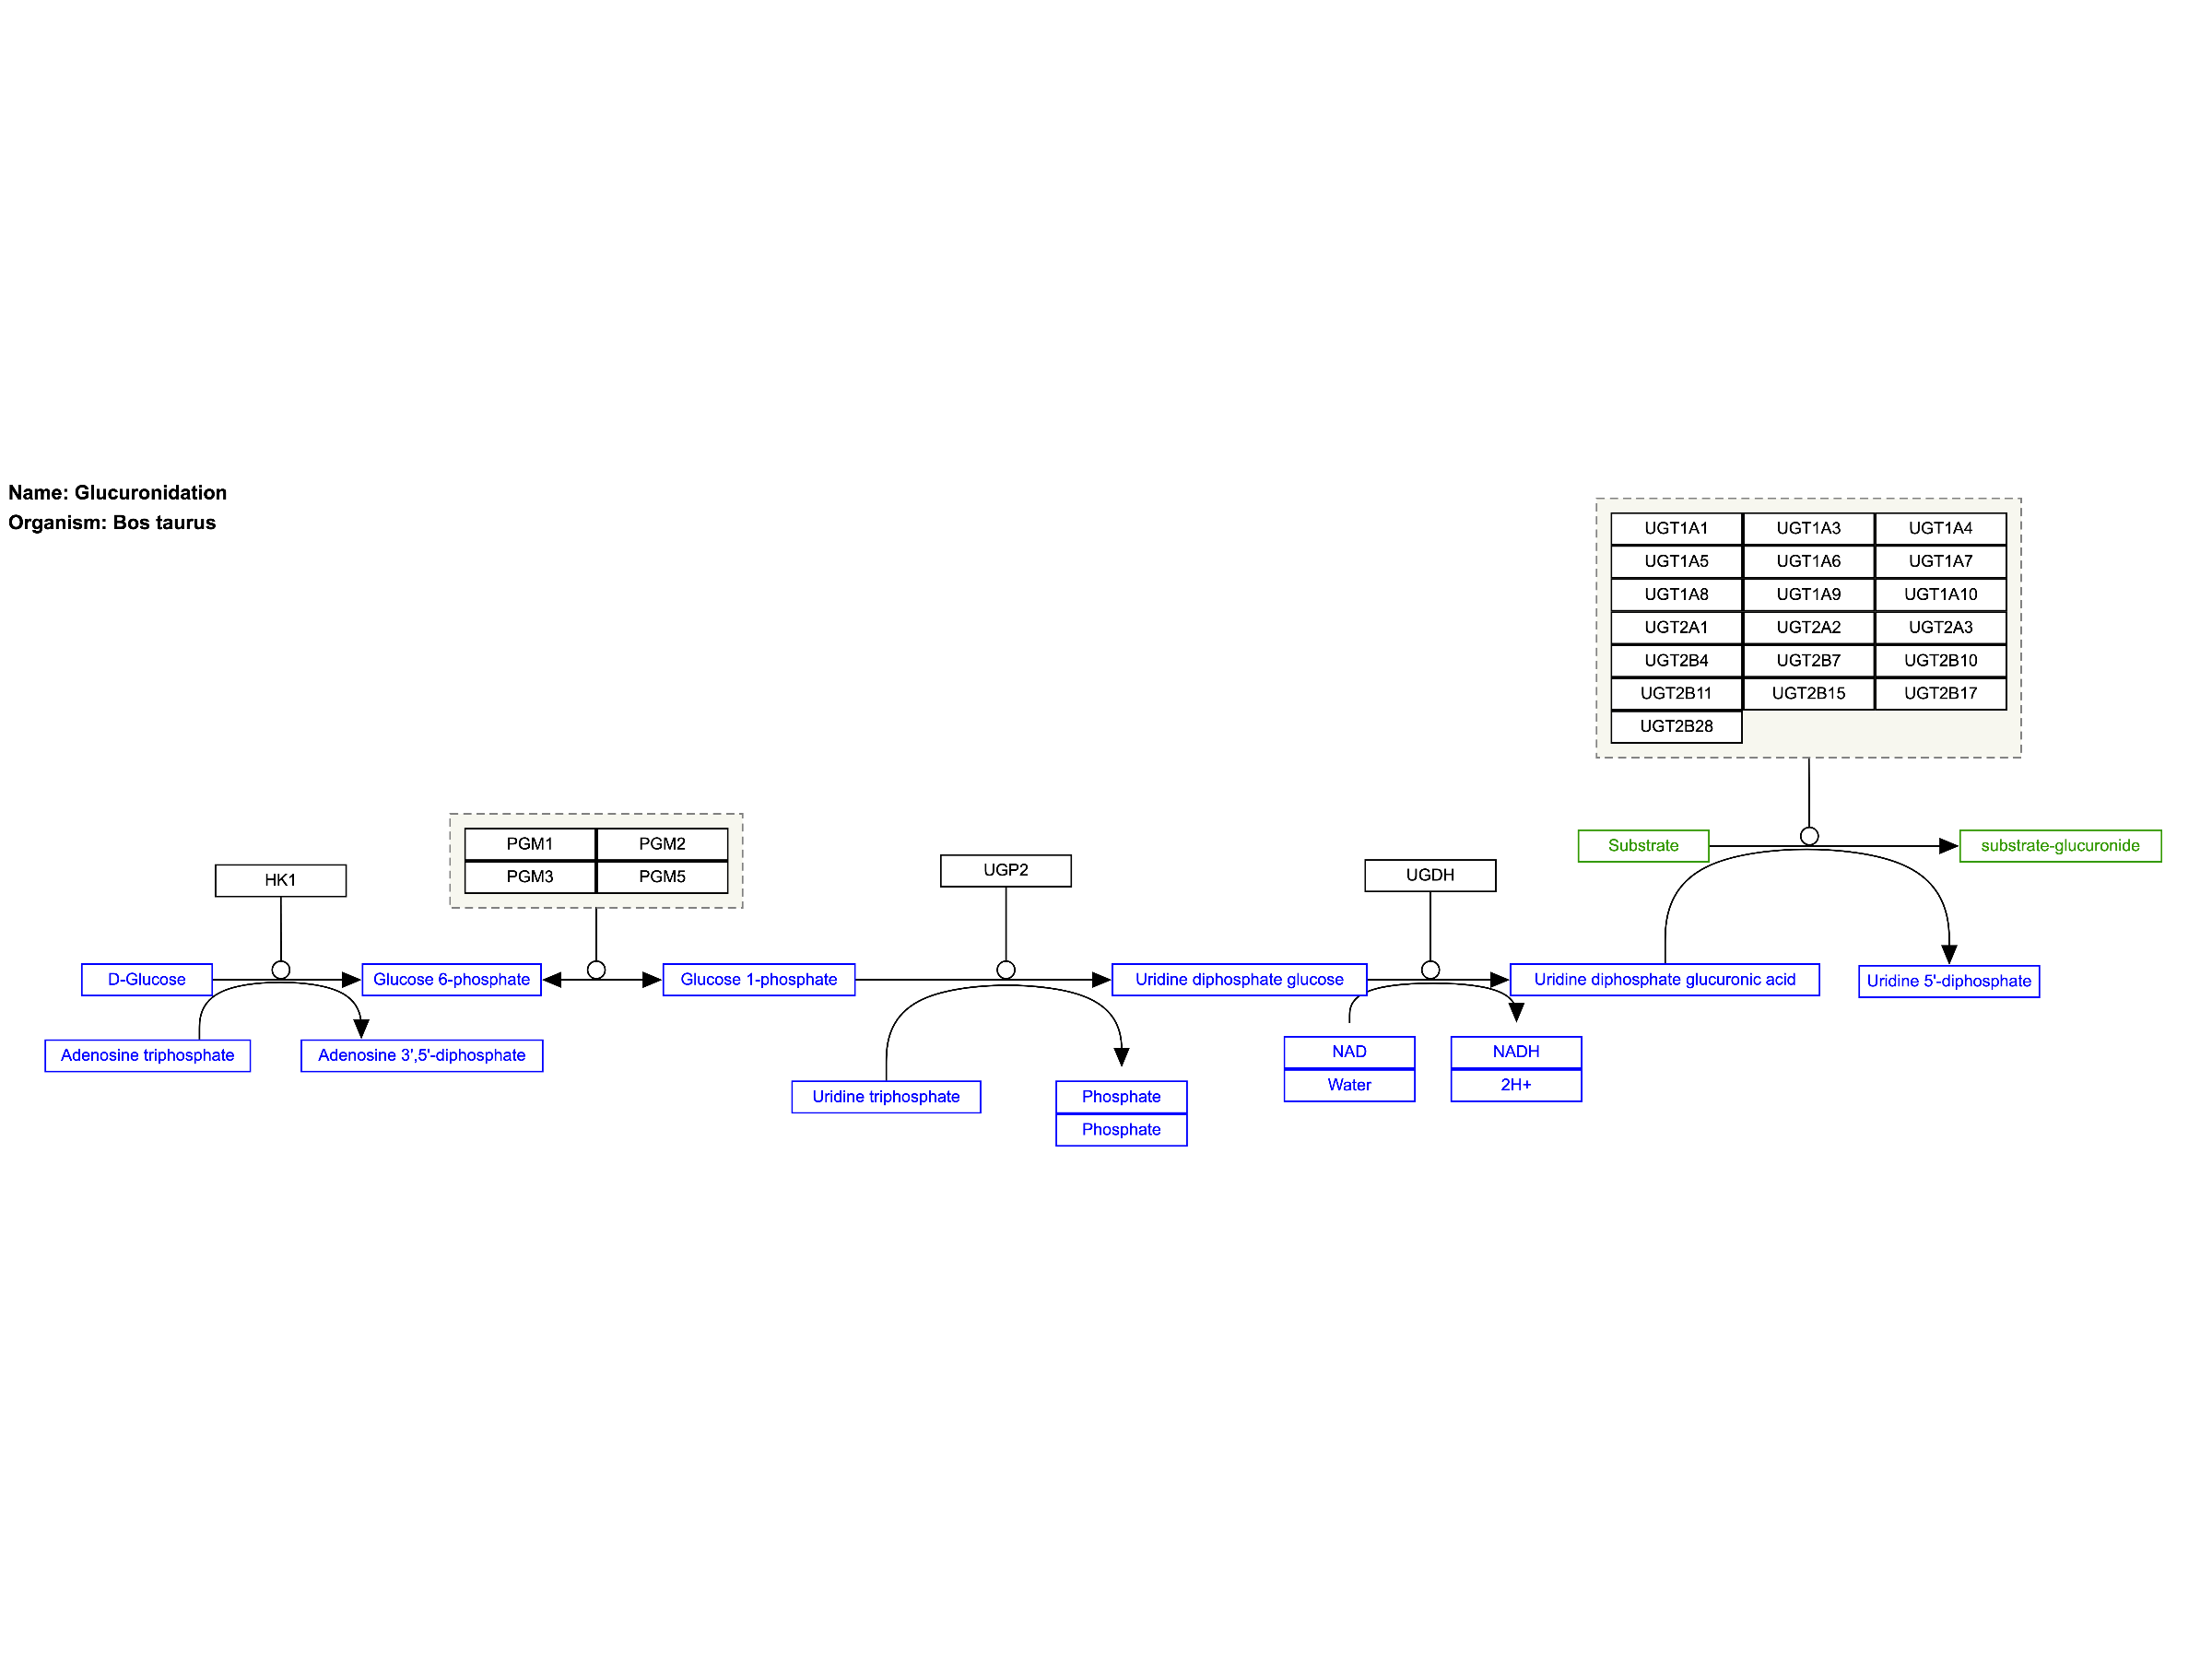 Name: Glucuronidation
Organism: Bos taurus
UGT1A1 UGT1A3 UGT1A4
UGT1A5 UGT1A6 UGT1A7
UGT1A8 UGT1A9 UGT1A10
UGT2A1 UGT2A2 UGT2A3
UGT2B4 UGT2B7 UGT2B10
UGT2B11 UGT2B15 UGT2B17
UGT2B28
PGM1 PGM2
PGM3 PGM5
HK1
UGP2
UGDH
Substrate
substrate-glucuronide
D-Glucose
Glucose 6-phosphate
Glucose 1-phosphate
Uridine diphosphate glucose
Uridine diphosphate glucuronic acid
Uridine 5'-diphosphate
Adenosine triphosphate
Adenosine 3',5'-diphosphate
Uridine triphosphate
Phosphate
Phosphate
NAD
Water
NADH
2H+